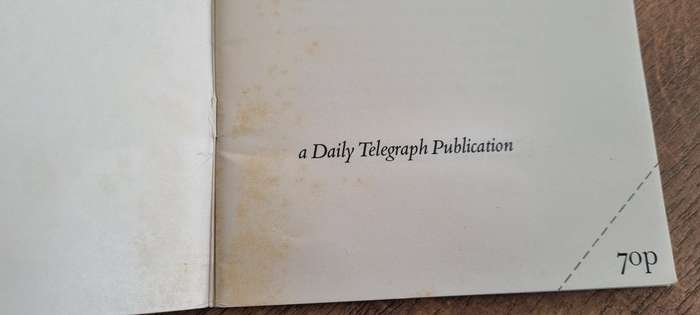 a Daily Telegraph Publication
70p